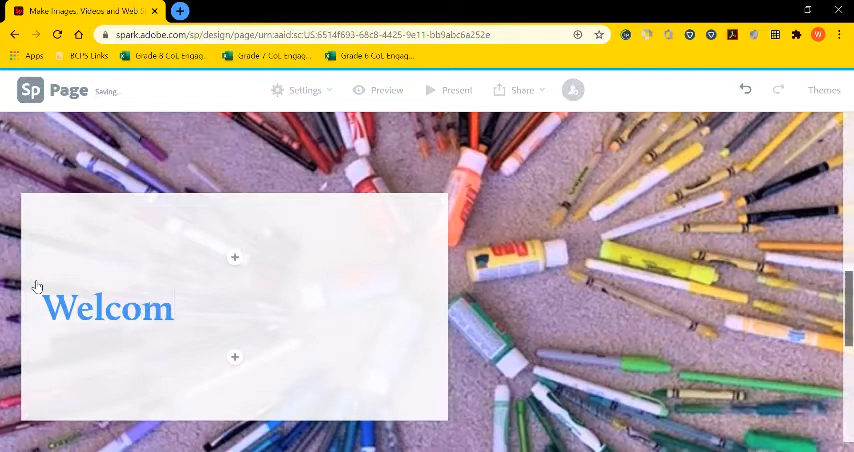 Make Images, Videos and Web S
spark.adobe.com/sp/design/page/urn:aaid:sc:US:6514f693-68c8-4425-9e11-bb9abc6a252e
W
Apps BCPS Links Grade 8 CoL Engag... Grade 7 CoL Engag... Grade 6 CoL Engag...
Sp Page Saving... Settings Preview Present Share Themes
Welcom